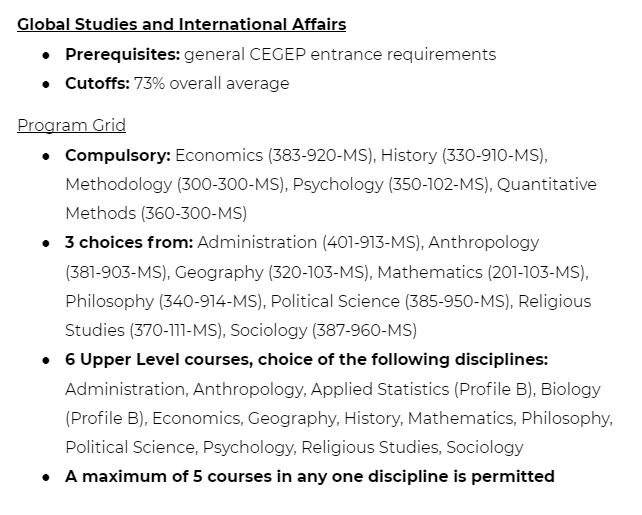 Global Studies and International Affairs
• Prerequisites: general CEGEP entrance requirements
• Cutoffs: 73% overall average
Program Grid
• Compulsory: Economics (383-920-MS), History (330-910-MS),
Methodology (300-300-MS), Psychology (350-102-MS), Quantitative
Methods (360-300-MS)
• 3 choices from: Administration (401-913-MS), Anthropology
(381-903-MS), Geography (320-103-MS), Mathematics (201-103-MS),
Philosophy (340-914-MS), Political Science (385-950-MS), Religious
Studies (370-111-MS), Sociology (387-960-MS)
• 6 Upper Level courses, choice of the following disciplines:
Administration, Anthropology, Applied Statistics (Profile B), Biology
(Profile B), Economics, Geography, History, Mathematics, Philosophy,
Political Science, Psychology, Religious Studies, Sociology
• A maximum of 5 courses in any one discipline is permitted